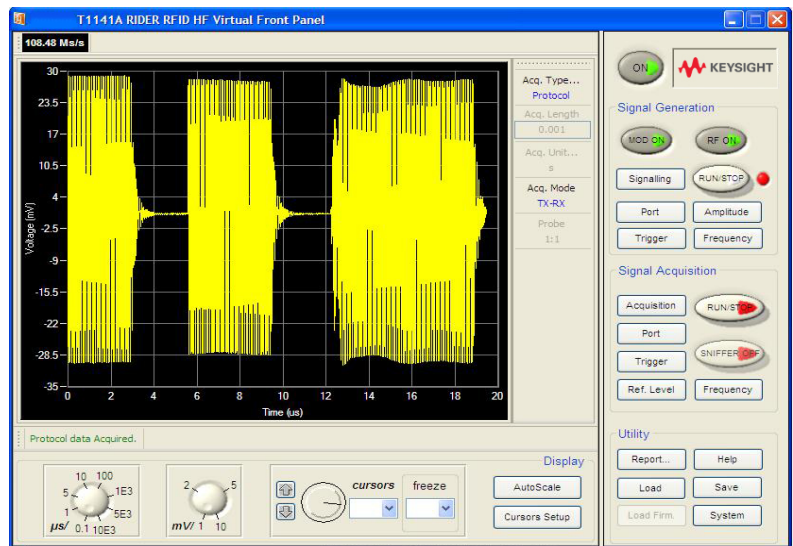 T1141A RIDER RFID HF Virtual Front Panel
108.48 Ms/s
30
23.5
17
10.5
4
-2.5
-9
-15.5
-22
-28.5
-35
Voltage (mV)
0 2 4 6 8 10 12 14 16 18 20
Time (us)
Acq. Type...
Protocol
Acq. Length
0.001
Acq. Unit...
s
Acq. Mode
TX-RX
Probe
1:1
Protocol data Acquired.
Display
10 100
5 1E3
1 5E3
µs/ 0.1 10E3
2 5
mV/ 1 10
cursors freeze
AutoScale
Cursors Setup
ON
KEYSIGHT
Signal Generation
MOD ON RF ON
Signalling RUN/STOP
Port Amplitude
Trigger Frequency
Signal Acquisition
Acquisition RUN/STOP
Port
Trigger SNIFFER OFF
Ref. Level Frequency
Utility
Report... Help
Load Save
Load Firm. System